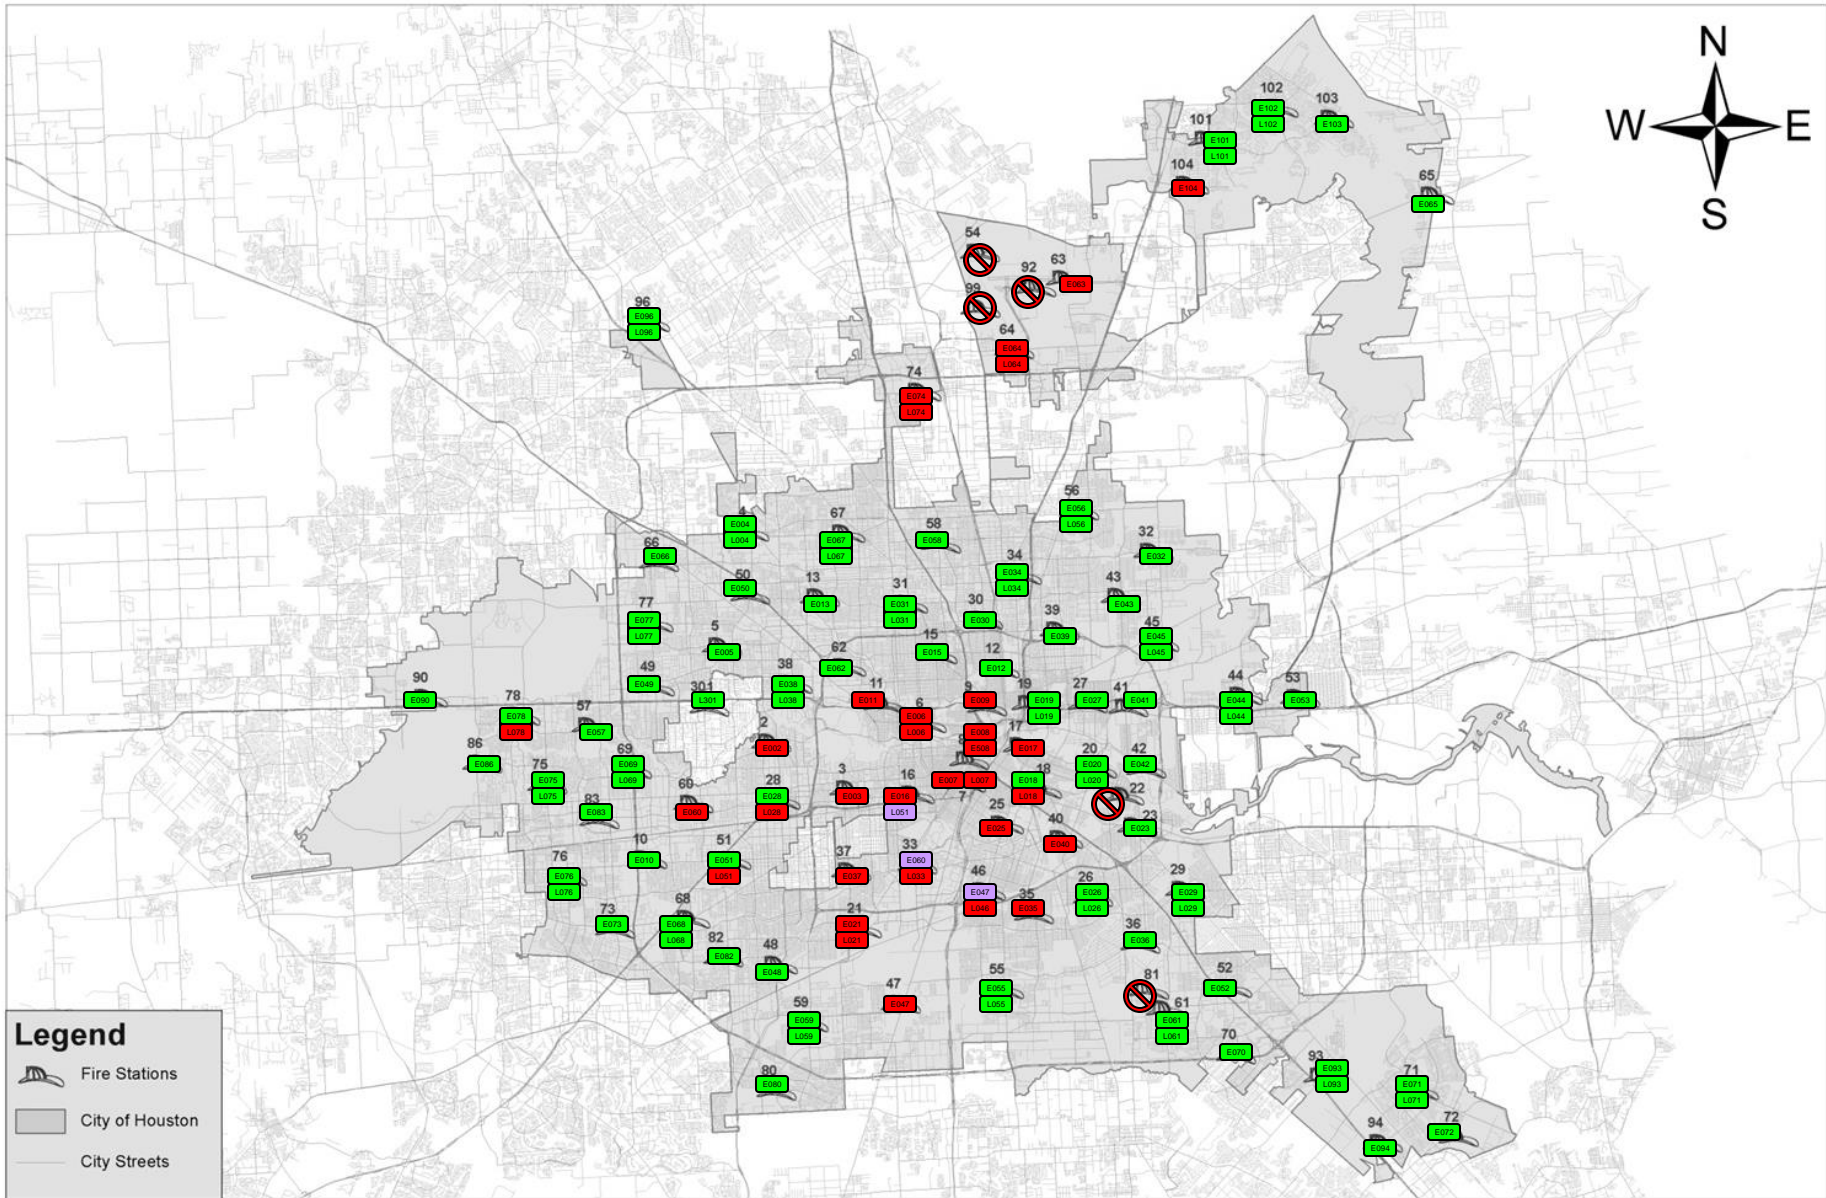 N
W E
S
102
E102
L102
103
E103
101
E101
L101
104
E104
65
E065
54
92
63
E063
99
64
E064
L064
96
E096
L096
74
E074
L074
56
E056
L056
4
E004
L004
67
E067
L067
58
E058
32
E032
66
E066
34
E034
L034
50
E050
13
E013
31
E031
L031
43
E043
77
E077
L077
30
E030
39
E039
45
E045
L045
5
E005
15
E015
62
E062
12
E012
49
E049
38
E038
L038
90
E090
301
L301
11
E011
9
E009
19
E019
L019
27
E027
41
E041
44
E044
L044
53
E053
78
E078
L078
57
E057
6
E006
L006
2
E002
E008
E508
8
17
E017
86
E086
69
E069
L069
20
E020
L020
42
E042
75
E075
L075
3
E003
16
E016
L051
E007
L007
7
18
E018
L018
22
60
E060
28
E028
L028
83
E083
25
E025
23
E023
40
E040
10
E010
51
E051
L051
37
E037
33
E060
L033
76
E076
L076
46
E047
L046
35
E035
26
E026
L026
29
E029
L029
73
E073
68
E068
L068
21
E021
L021
36
E036
82
E082
48
E048
47
E047
55
E055
L055
81
52
E052
59
E059
L059
61
E061
L061
70
E070
80
E080
93
E093
L093
71
E071
L071
94
E094
72
E072
Legend
Fire Stations
City of Houston
City Streets